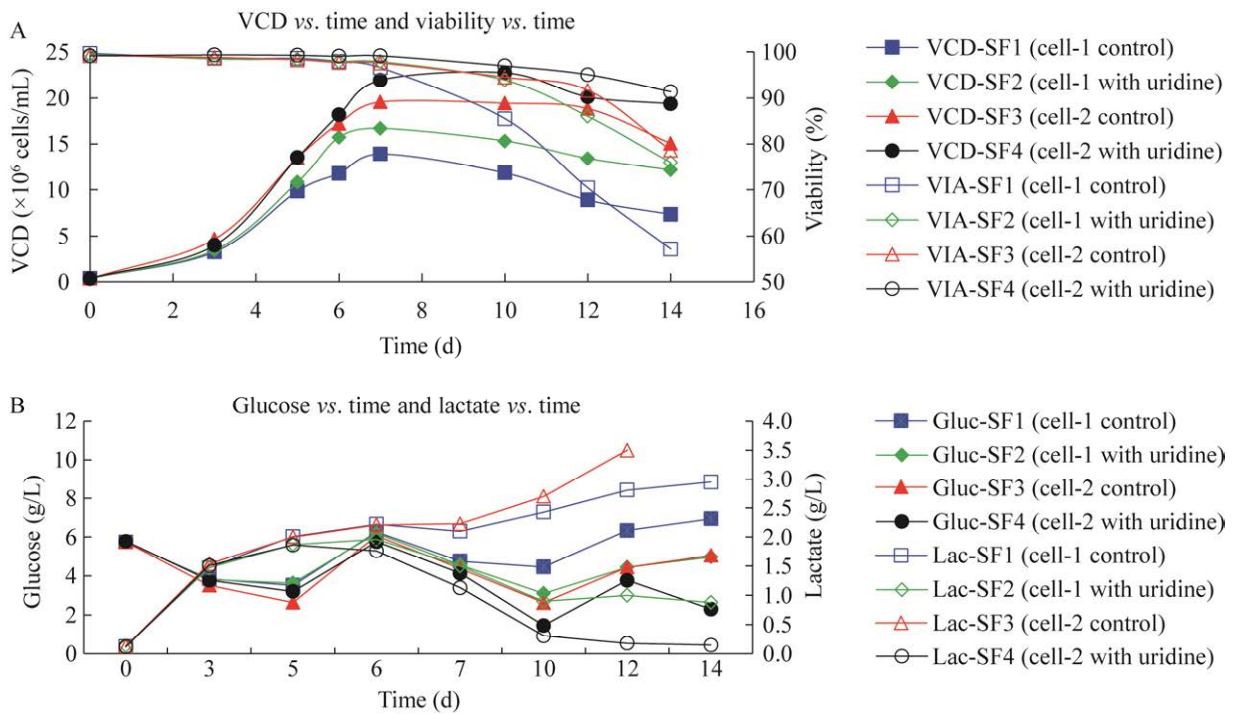 A
VCD vs. time and viability vs. time
25
20
15
10
5
0
VCD (×10⁶ cells/mL)
100
90
80
70
60
50
Viability (%)
0 2 4 6 8 10 12 14 16
Time (d)
VCD-SF1 (cell-1 control)
VCD-SF2 (cell-1 with uridine)
VCD-SF3 (cell-2 control)
VCD-SF4 (cell-2 with uridine)
VIA-SF1 (cell-1 control)
VIA-SF2 (cell-1 with uridine)
VIA-SF3 (cell-2 control)
VIA-SF4 (cell-2 with uridine)
B
Glucose vs. time and lactate vs. time
12
10
8
6
4
2
0
Glucose (g/L)
4.0
3.5
3.0
2.5
2.0
1.5
1.0
0.5
0.0
Lactate (g/L)
0 3 5 6 7 10 12 14
Time (d)
Gluc-SF1 (cell-1 control)
Gluc-SF2 (cell-1 with uridine)
Gluc-SF3 (cell-2 control)
Gluc-SF4 (cell-2 with uridine)
Lac-SF1 (cell-1 control)
Lac-SF2 (cell-1 with uridine)
Lac-SF3 (cell-2 control)
Lac-SF4 (cell-2 with uridine)